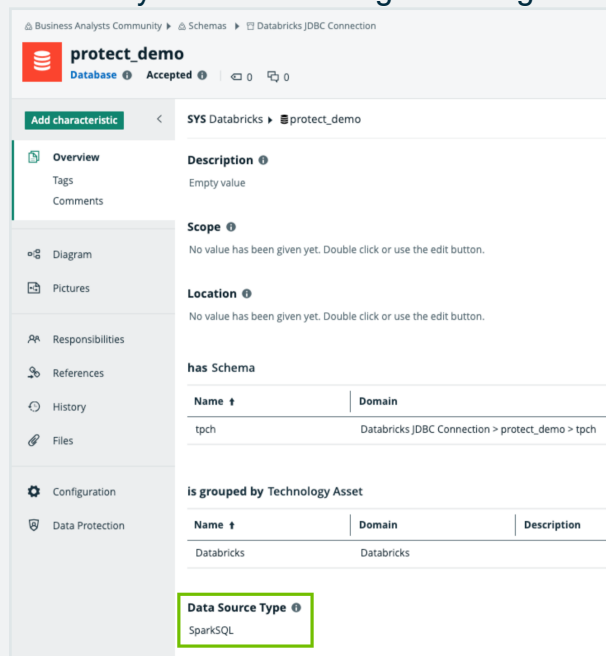 Business Analysts Community Schemas Databricks JDBC Connection
protect_demo
Database Accepted 0 0
Add characteristic
SYS Databricks protect_demo
Overview
Tags
Comments
Diagram
Pictures
Responsibilities
References
History
Files
Configuration
Data Protection
Description
Empty value
Scope
No value has been given yet. Double click or use the edit button.
Location
No value has been given yet. Double click or use the edit button.
has Schema
Name Domain
tpch Databricks JDBC Connection > protect_demo > tpch
is grouped by Technology Asset
Name Domain Description
Databricks Databricks
Data Source Type
SparkSQL